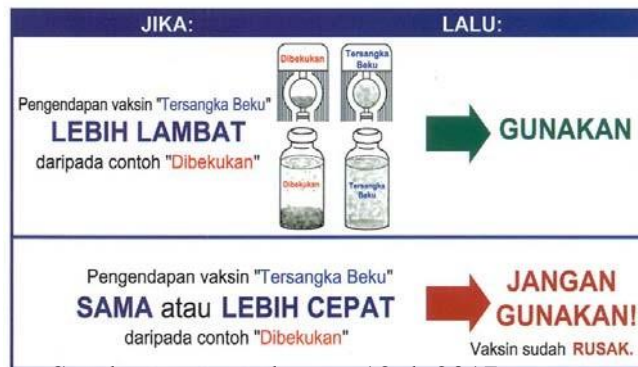 JIKA:
LALU:
Pengendapan vaksin "Tersangka Beku"
LEBIH LAMBAT
daripada contoh "Dibekukan"
Dibekukan
Tersangka
Beku
Dibekukan
Tersangka
Beku
GUNAKAN
Pengendapan vaksin "Tersangka Beku"
SAMA atau LEBIH CEPAT
daripada contoh "Dibekukan"
JANGAN
GUNAKAN!
Vaksin sudah RUSAK.